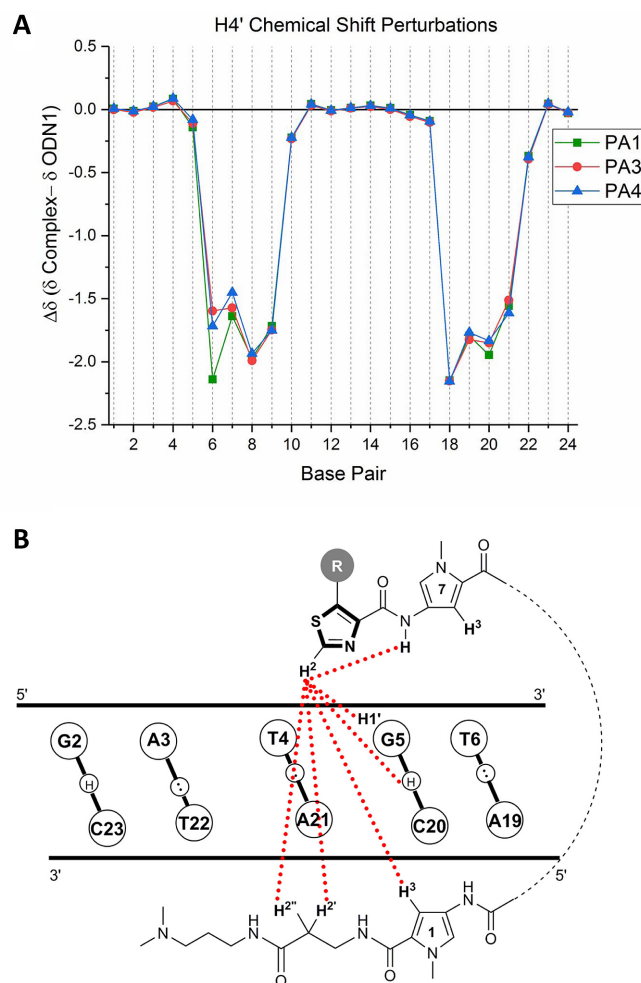 A
H4' Chemical Shift Perturbations
0.5
0.0
-0.5
-1.0
-1.5
-2.0
-2.5
Δδ (δ Complex– δ ODN1)
PA1
PA3
PA4
2 4 6 8 10 12 14 16 18 20 22 24
Base Pair
B
R
S
N
H²
O
N
H
N
7
O
H³
5' 3'
H1'
G2 A3 T4 G5 T6
H : : H :
C23 T22 A21 C20 A19
3' 5'
H²'' H²' H³
N
H
N
O
H
N
O
1
N
H
N
O